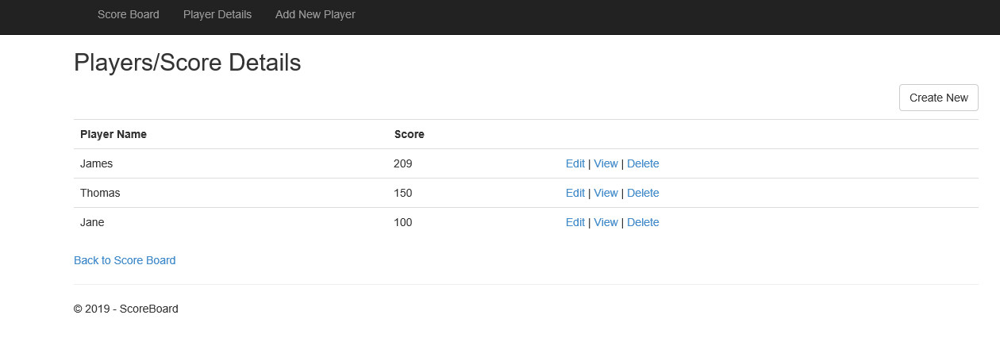 Score Board Player Details Add New Player
Players/Score Details
Create New
Player Name Score
James 209 Edit | View | Delete
Thomas 150 Edit | View | Delete
Jane 100 Edit | View | Delete
Back to Score Board
© 2019 - ScoreBoard